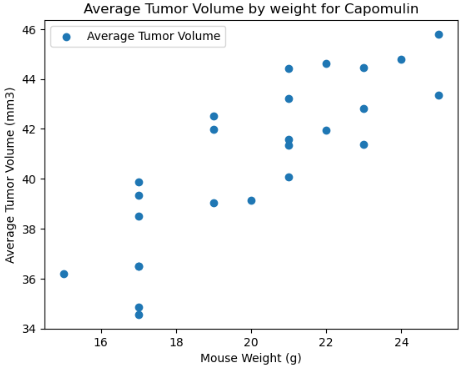 Average Tumor Volume by weight for Capomulin
Average Tumor Volume
46
44
42
40
38
36
34
Average Tumor Volume (mm3)
16 18 20 22 24
Mouse Weight (g)